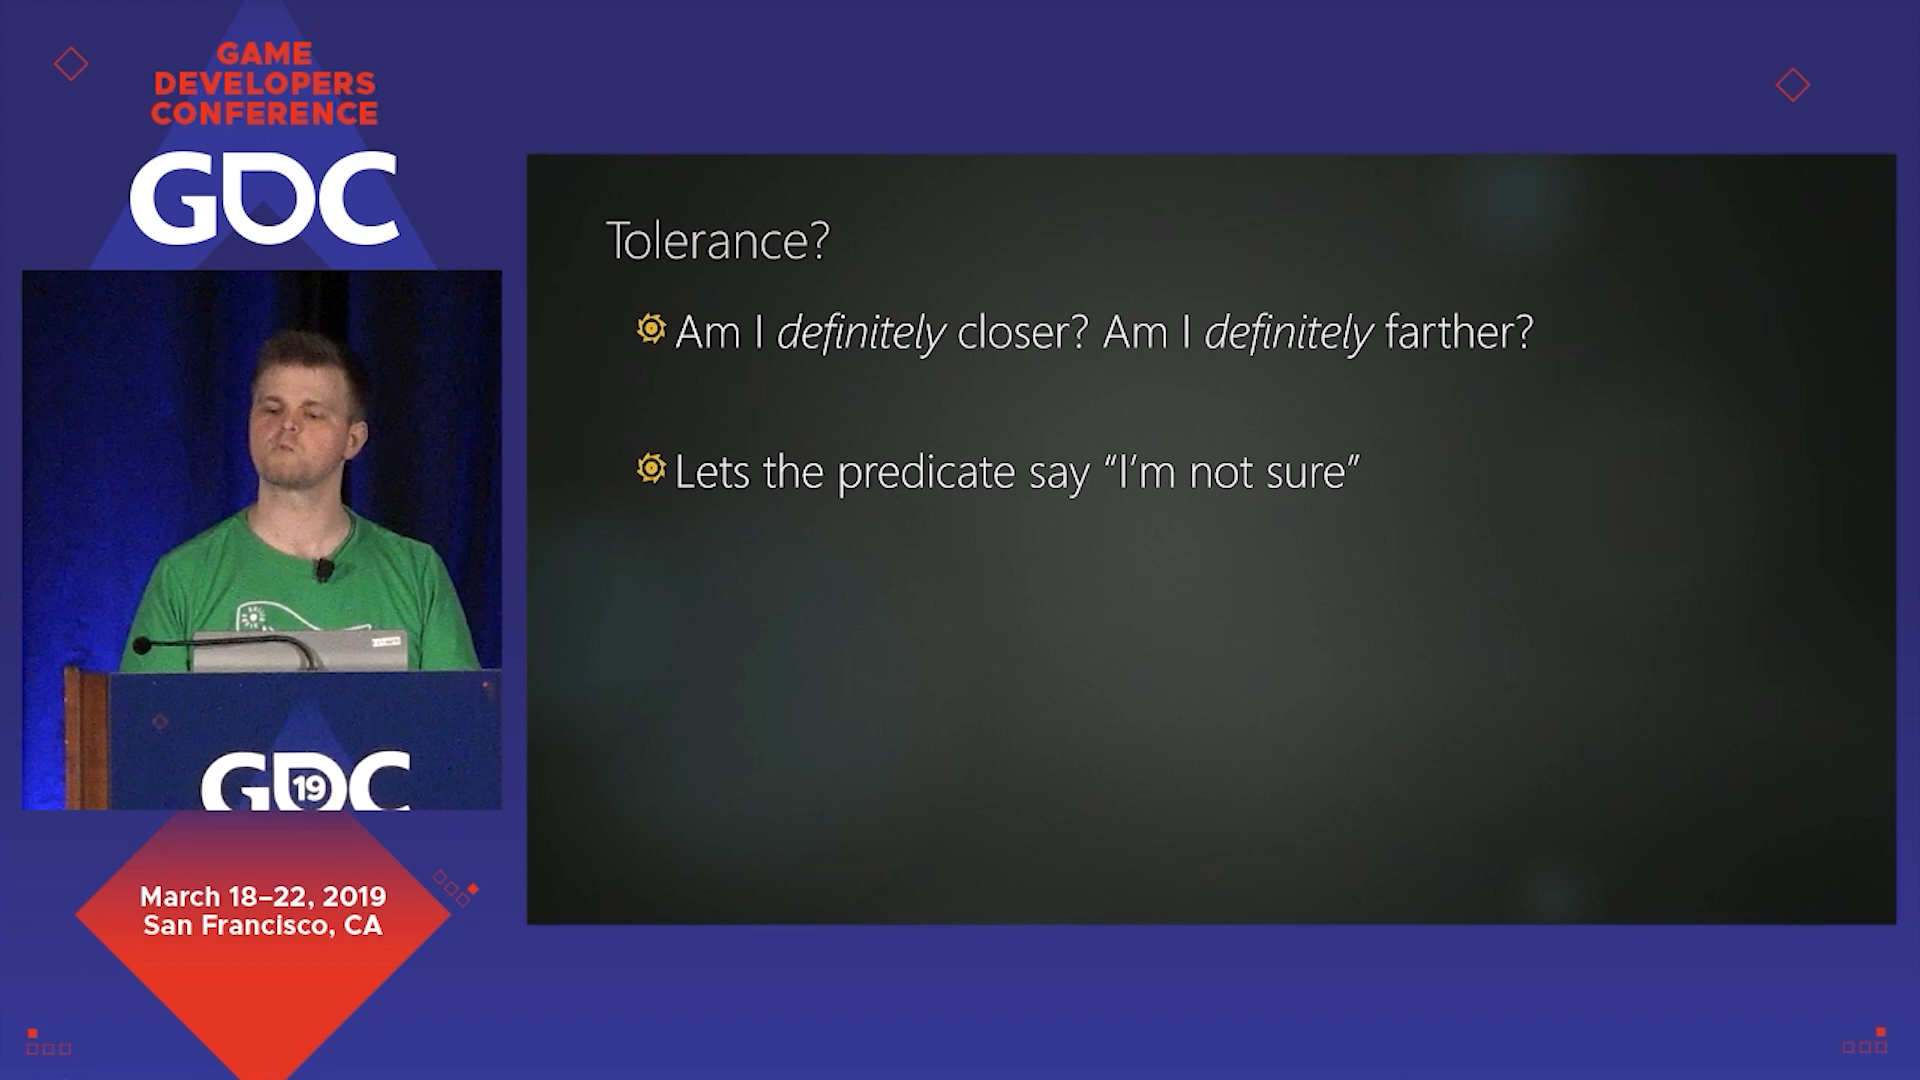 GAME
DEVELOPERS
CONFERENCE
GDC
Tolerance?
Am I definitely closer? Am I definitely farther?
Lets the predicate say “I’m not sure”
GDC
19
March 18–22, 2019
San Francisco, CA